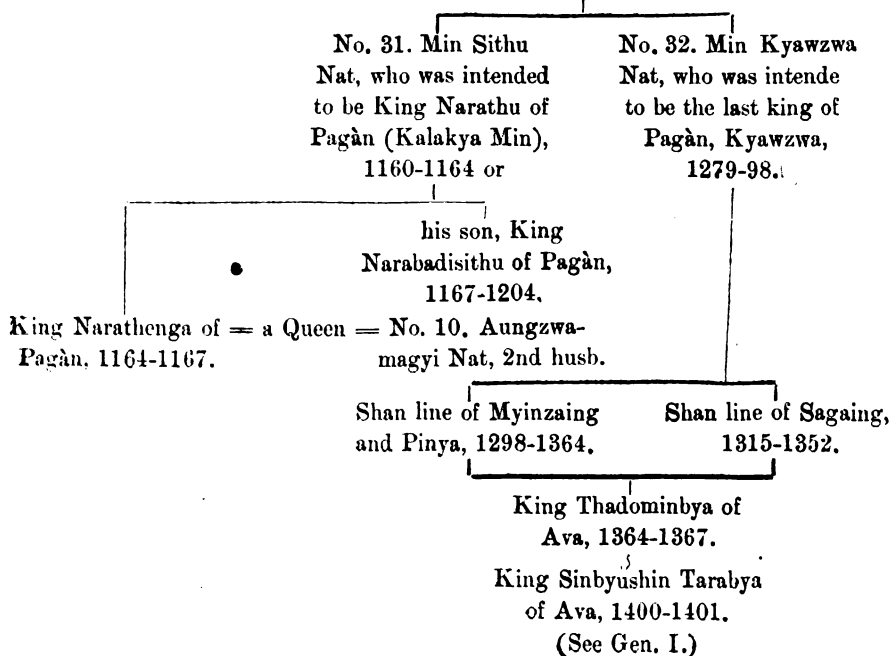 No. 31. Min Sithu
Nat, who was intended
to be King Narathu of
Pagàn (Kalakya Min),
1160-1164 or
No. 32. Min Kyawzwa
Nat, who was intende
to be the last king of
Pagàn, Kyawzwa,
1279-98.
his son, King
Narabadisithu of Pagàn,
1167-1204.
King Narathenga of = a Queen = No. 10. Aungzwa-
Pagàn, 1164-1167. magyi Nat, 2nd husb.
Shan line of Myinzaing
and Pinya, 1298-1364.
Shan line of Sagaing,
1315-1352.
King Thadominbya of
Ava, 1364-1367.
King Sinbyushin Tarabya
of Ava, 1400-1401.
(See Gen. I.)